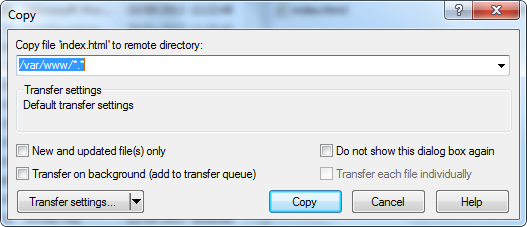 Copy
Copy file 'index.html' to remote directory:
/var/www/*.*
Transfer settings
Default transfer settings
New and updated file(s) only
Do not show this dialog box again
Transfer on background (add to transfer queue)
Transfer each file individually
Transfer settings...
Copy
Cancel
Help